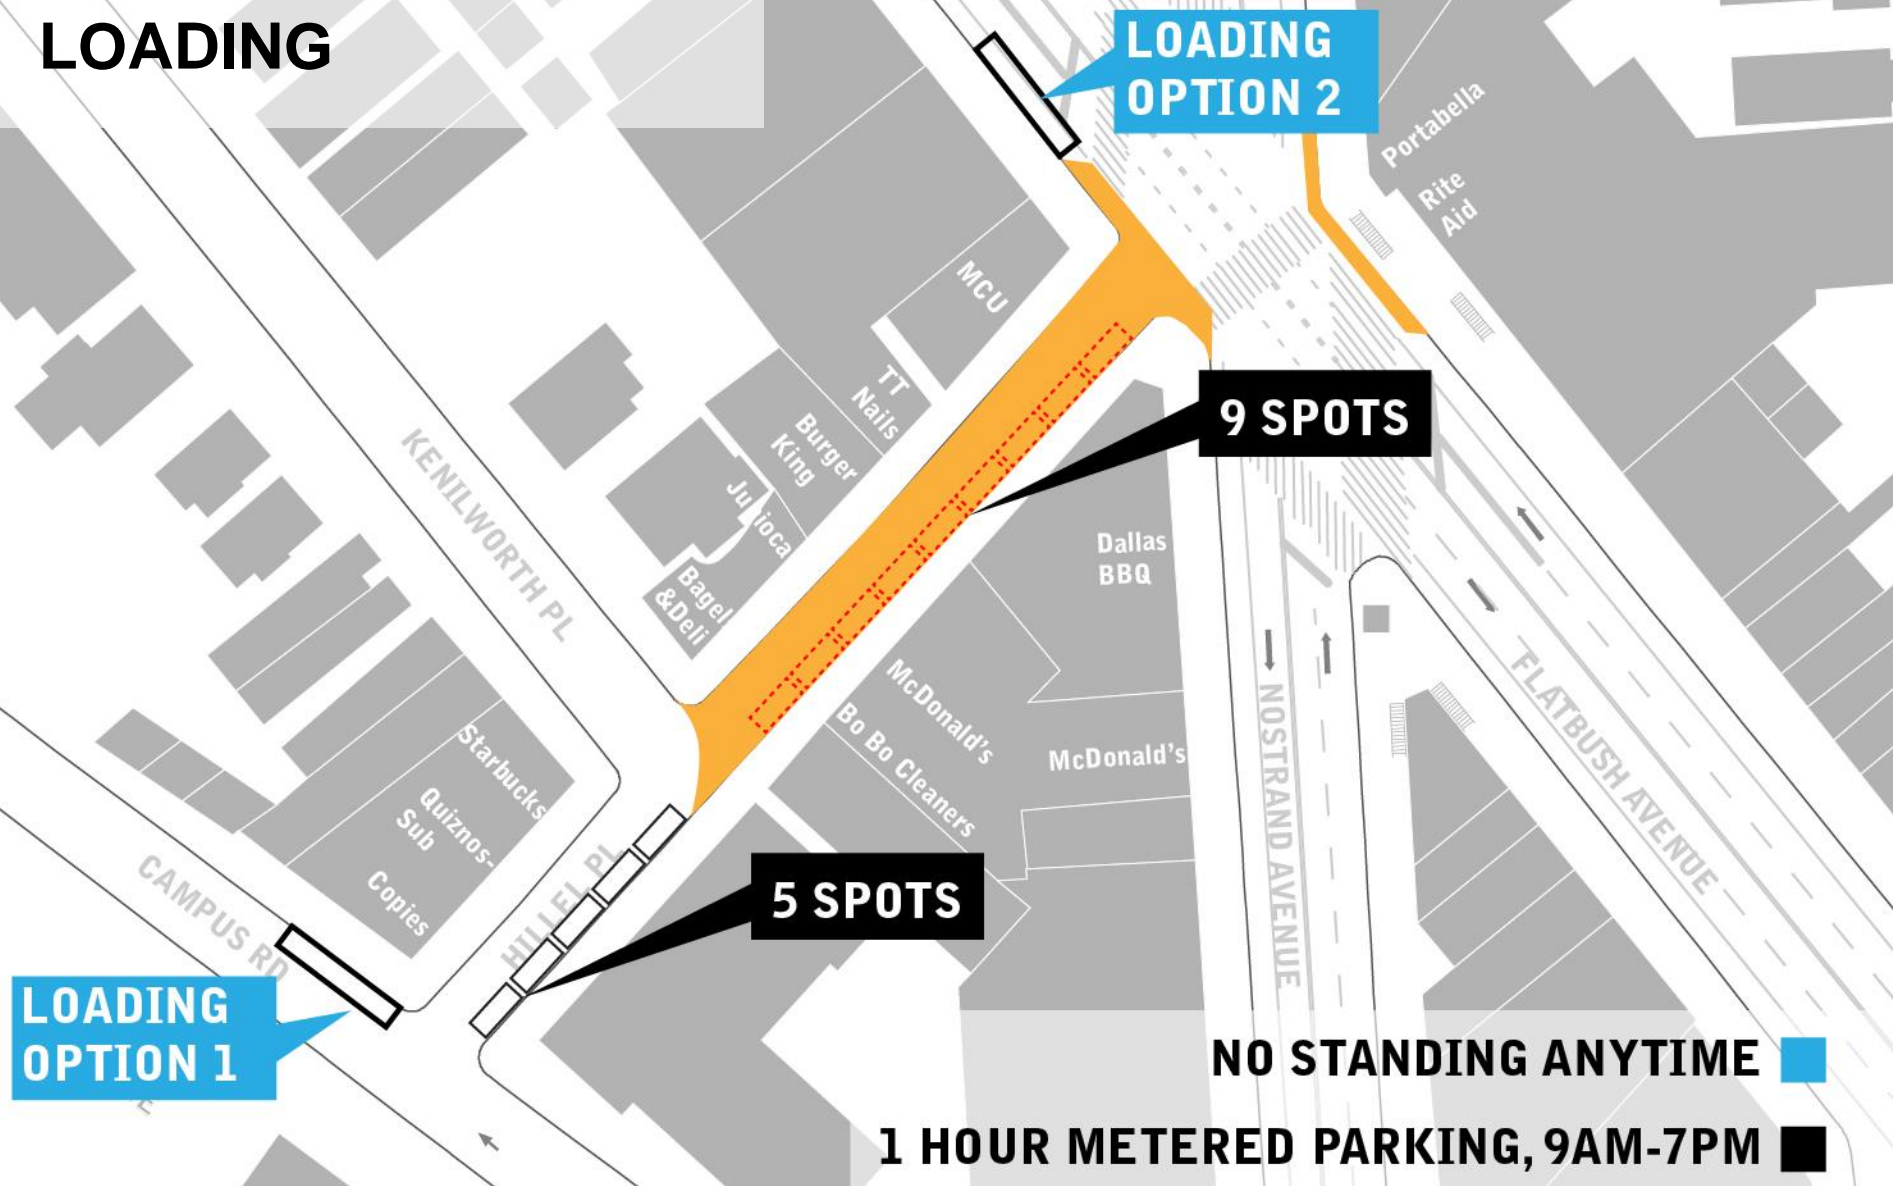 LOADING
LOADING
OPTION 2
Portabella
Rite
Aid
MCU
TT
Nails
Burger
King
9 SPOTS
KENILWORTH PL
Bagel
&Deli
Dallas
BBQ
McDonald's
Bo Bo Cleaners
McDonald's
NOSTRAND AVENUE
FLATBUSH AVENUE
Starbucks
Quiznos-
Sub
Copies
CAMPUS RD
HILLEL PL
5 SPOTS
LOADING
OPTION 1
NO STANDING ANYTIME
1 HOUR METERED PARKING, 9AM-7PM